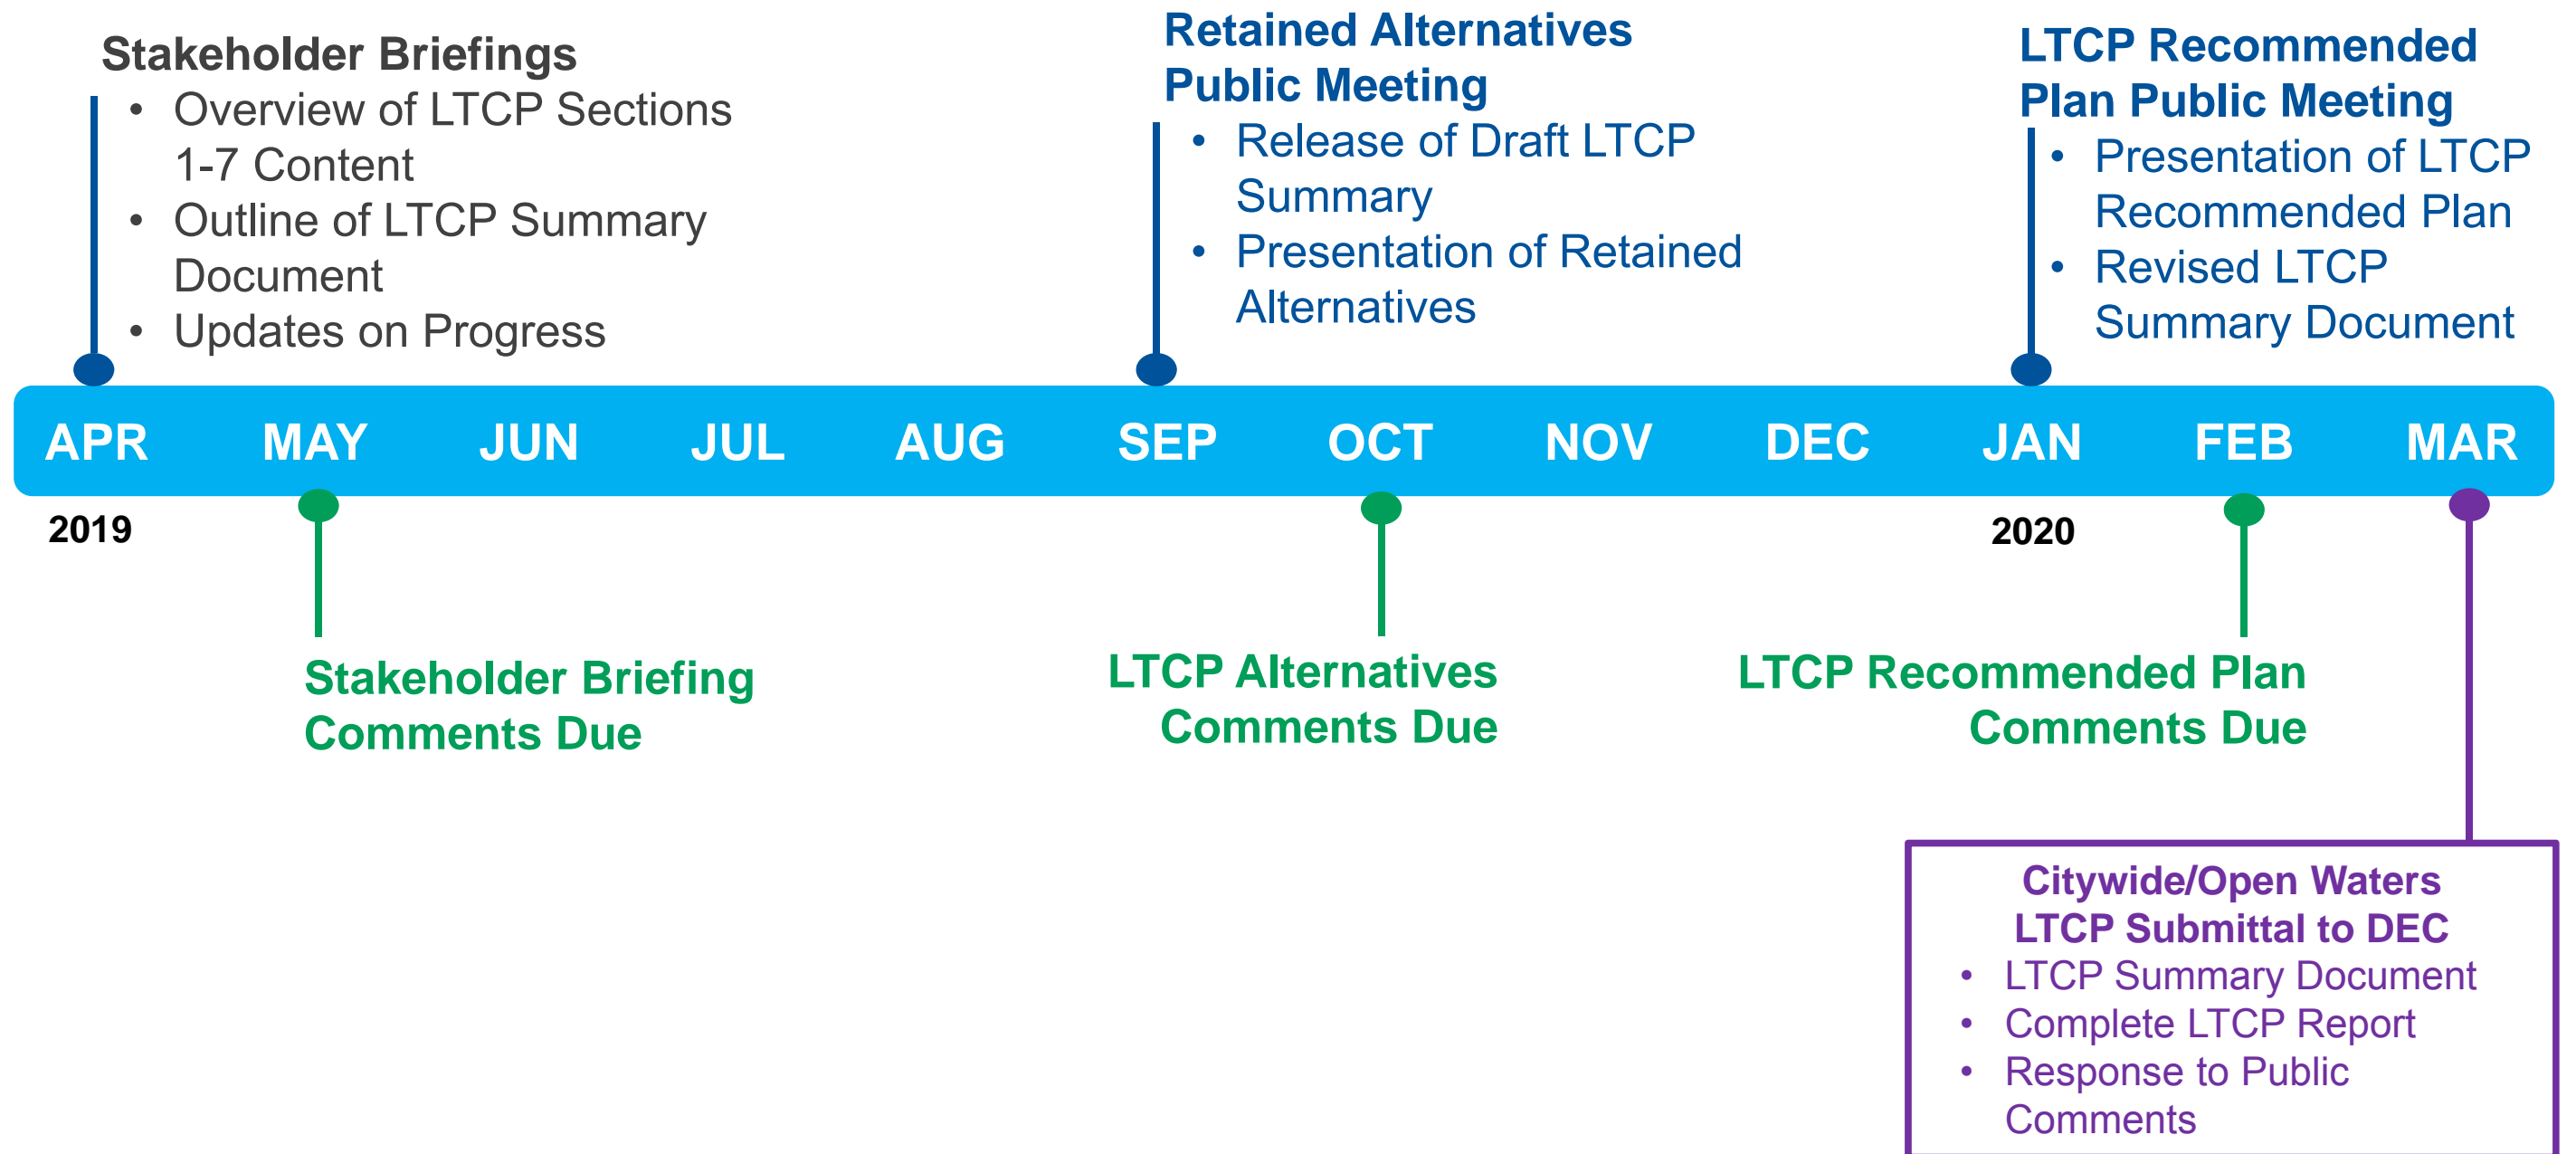 Stakeholder Briefings
• Overview of LTCP Sections
1-7 Content
• Outline of LTCP Summary
Document
• Updates on Progress
Retained Alternatives
Public Meeting
• Release of Draft LTCP
Summary
• Presentation of Retained
Alternatives
LTCP Recommended
Plan Public Meeting
• Presentation of LTCP
Recommended Plan
• Revised LTCP
Summary Document
APR MAY JUN JUL AUG SEP OCT NOV DEC JAN FEB MAR
2019 2020
Stakeholder Briefing
Comments Due
LTCP Alternatives
Comments Due
LTCP Recommended Plan
Comments Due
Citywide/Open Waters
LTCP Submittal to DEC
• LTCP Summary Document
• Complete LTCP Report
• Response to Public
Comments